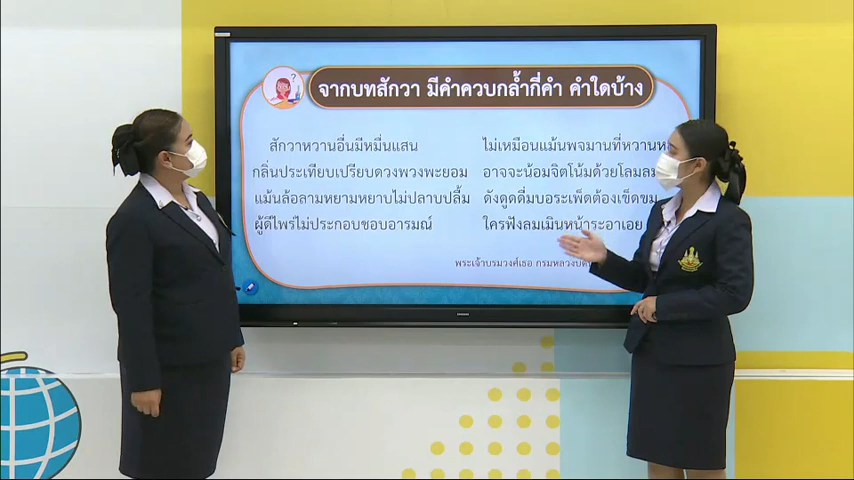 จากบทสักวา มีคำควบกล้ำกี่คำ คำใดบ้าง
สักวาหวานอื่นมีหมื่นแสน ไม่เหมือนแม้นพจมานที่หวาน
กลิ่นประเทียบเปรียบดวงพวงพะยอม อาจจะน้อมจิตโน้มด้วยโลมลม
แม้นล้อลามหยามหยาบไม่ปลาบปลื้ม ดังดูดดื่มบอระเพ็ดต้องเข็ดขม
ผู้ดีไพร่ไม่ประกอบชอบอารมณ์ ใครฟังลมเมินหน้าระอาเอย
พระเจ้าบรมวงศ์เธอ กรมหลวง